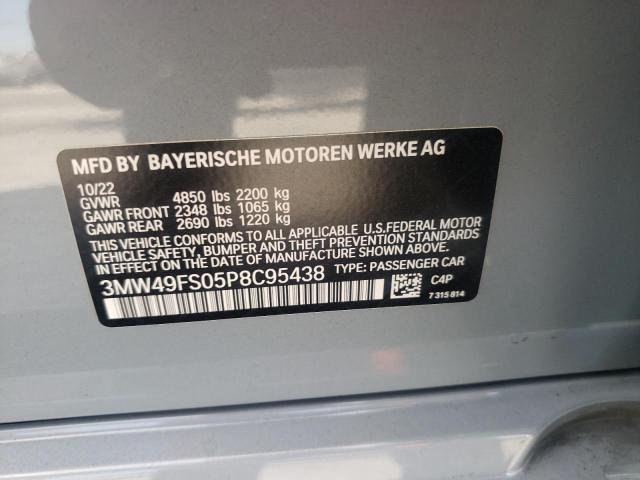 MFD BY BAYERISCHE MOTOREN WERKE AG
10/22
GVWR 4850 lbs 2200 kg
GAWR FRONT 2348 lbs 1065 kg
GAWR REAR 2690 lbs 1220 kg
THIS VEHICLE CONFORMS TO ALL APPLICABLE U.S.FEDERAL MOTOR
VEHICLE SAFETY, BUMPER AND THEFT PREVENTION STANDARDS
IN EFFECT ON THE DATE OF MANUFACTURE SHOWN ABOVE.
3MW49FS05P8C95438 TYPE: PASSENGER CAR
C4P
7 315 814